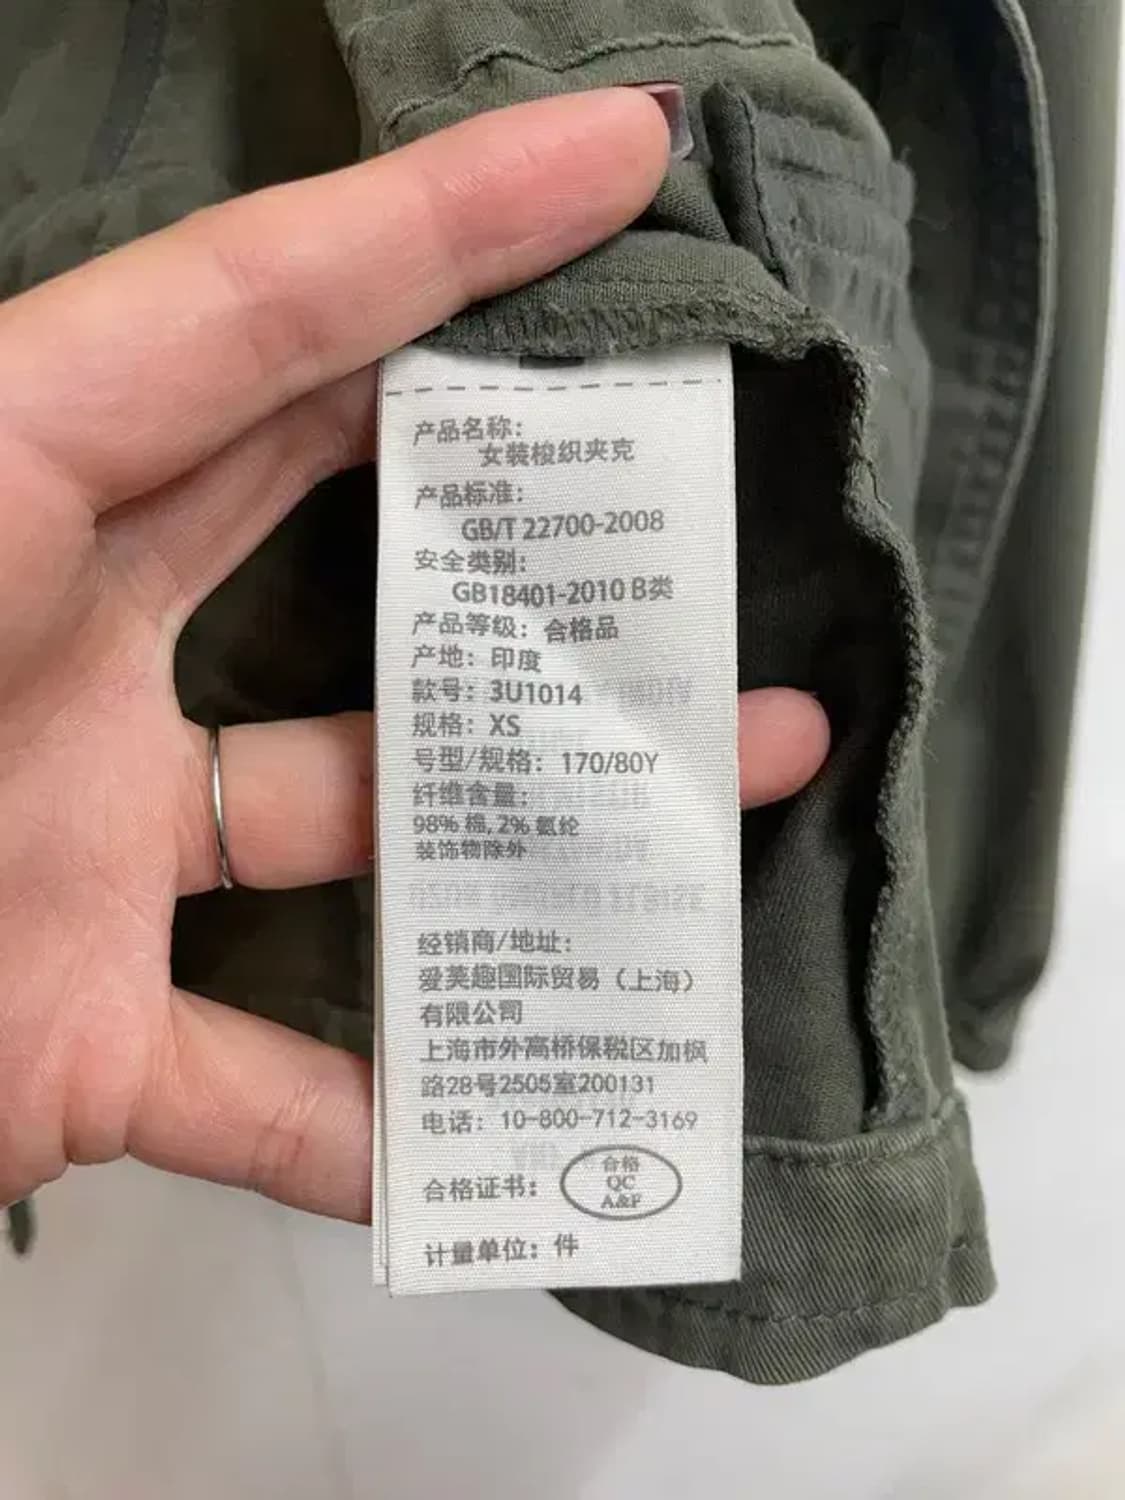 产品名称:
女装梭织夹克
产品标准:
GB/T 22700-2008
安全类别:
GB18401-2010 B类
产品等级: 合格品
产地: 印度
款号: 3U1014
规格: XS
号型/规格: 170/80Y
纤维含量:
98% 棉, 2% 氨纶
装饰物除外
经销商/地址:
爱芙趣国际贸易（上海）
有限公司
上海市外高桥保税区加枫
路28号2505室200131
电话: 10-800-712-3169
合格
QC
A&F
合格证书:
计量单位: 件